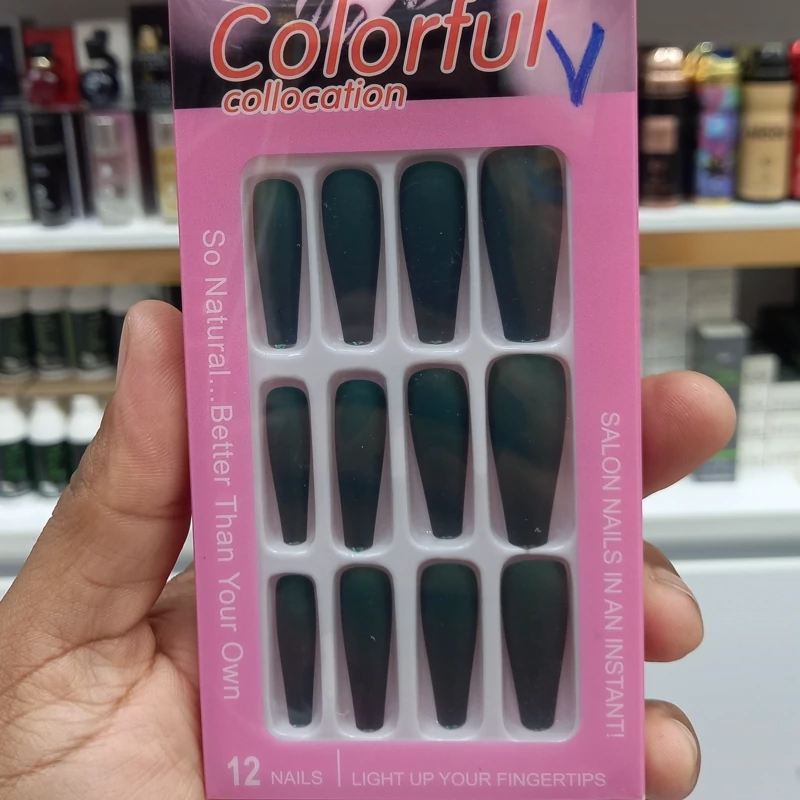 Colorful
collocation
So Natural...Better Than Your Own
SALON NAILS IN AN INSTANT!
12 NAILS | LIGHT UP YOUR FINGERTIPS